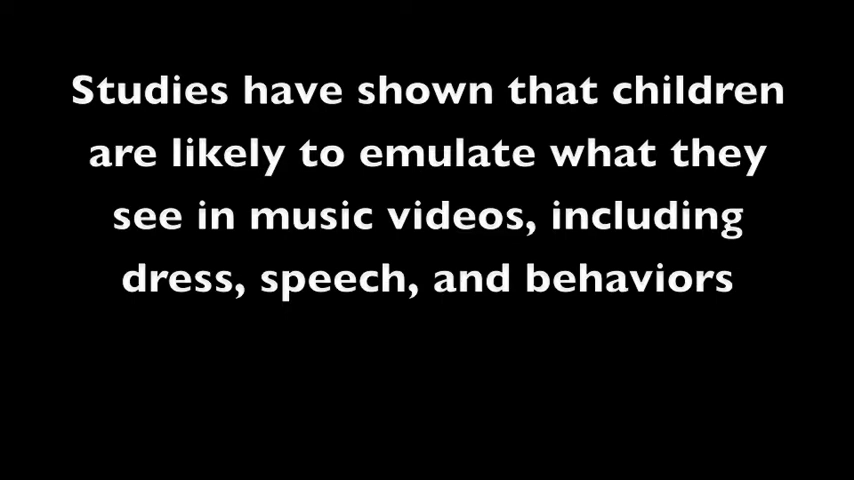 Studies have shown that children
are likely to emulate what they
see in music videos, including
dress, speech, and behaviors